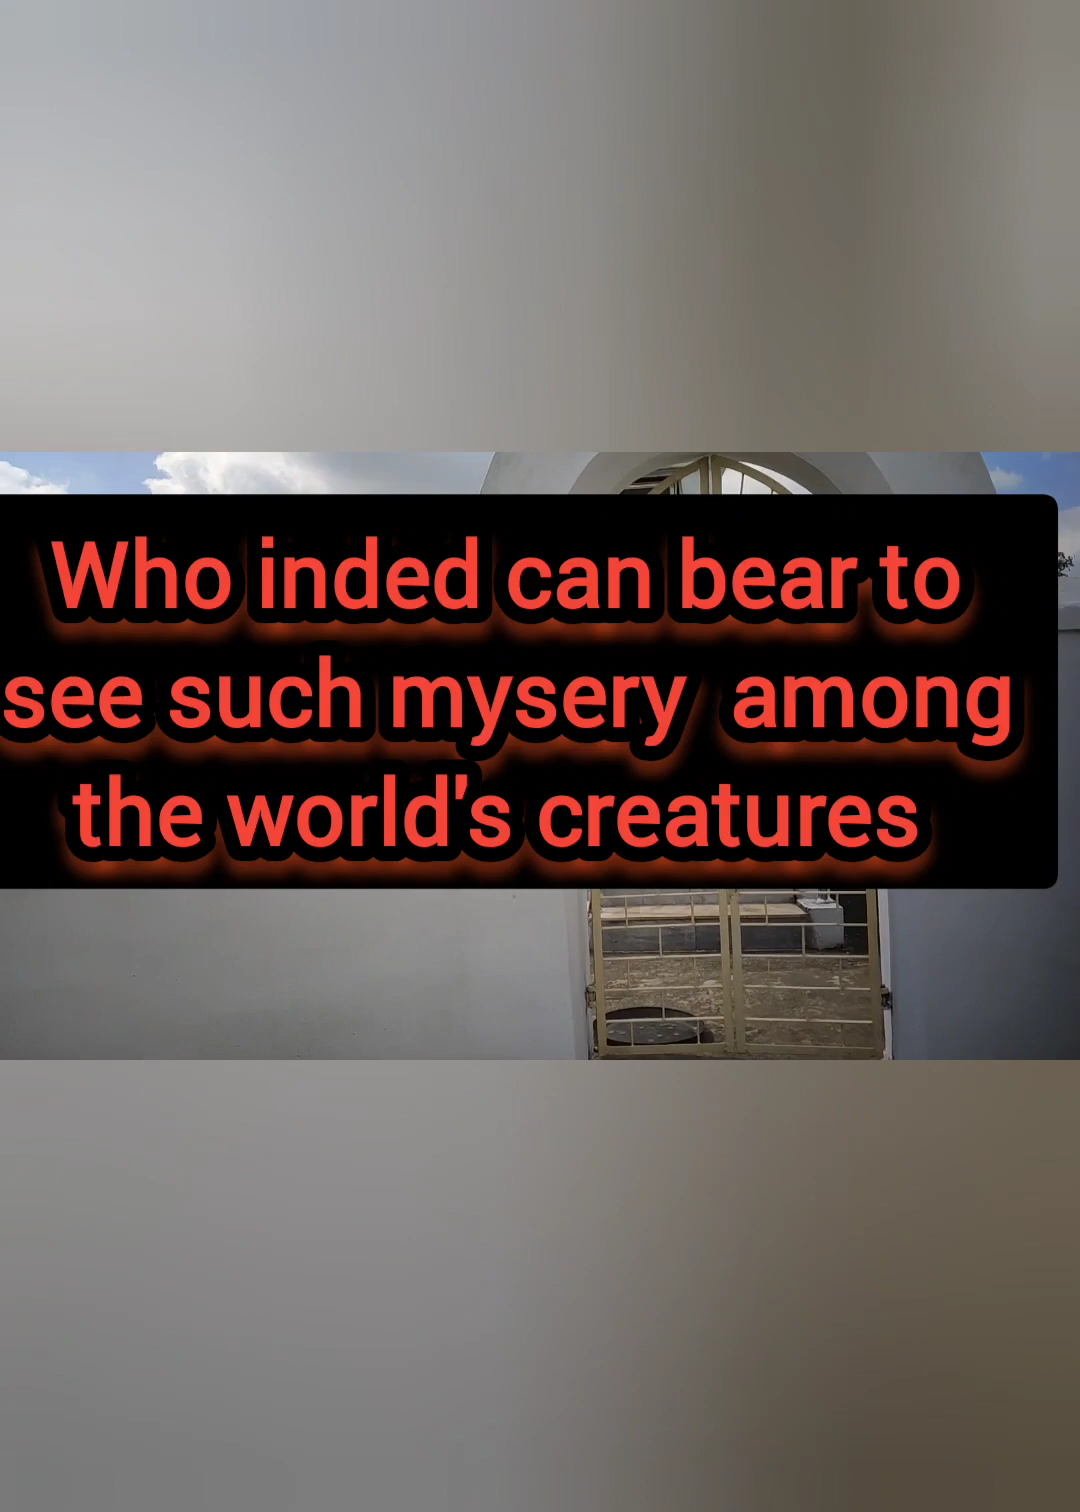 Who inded can bear to
see such mysery among
the world's creatures